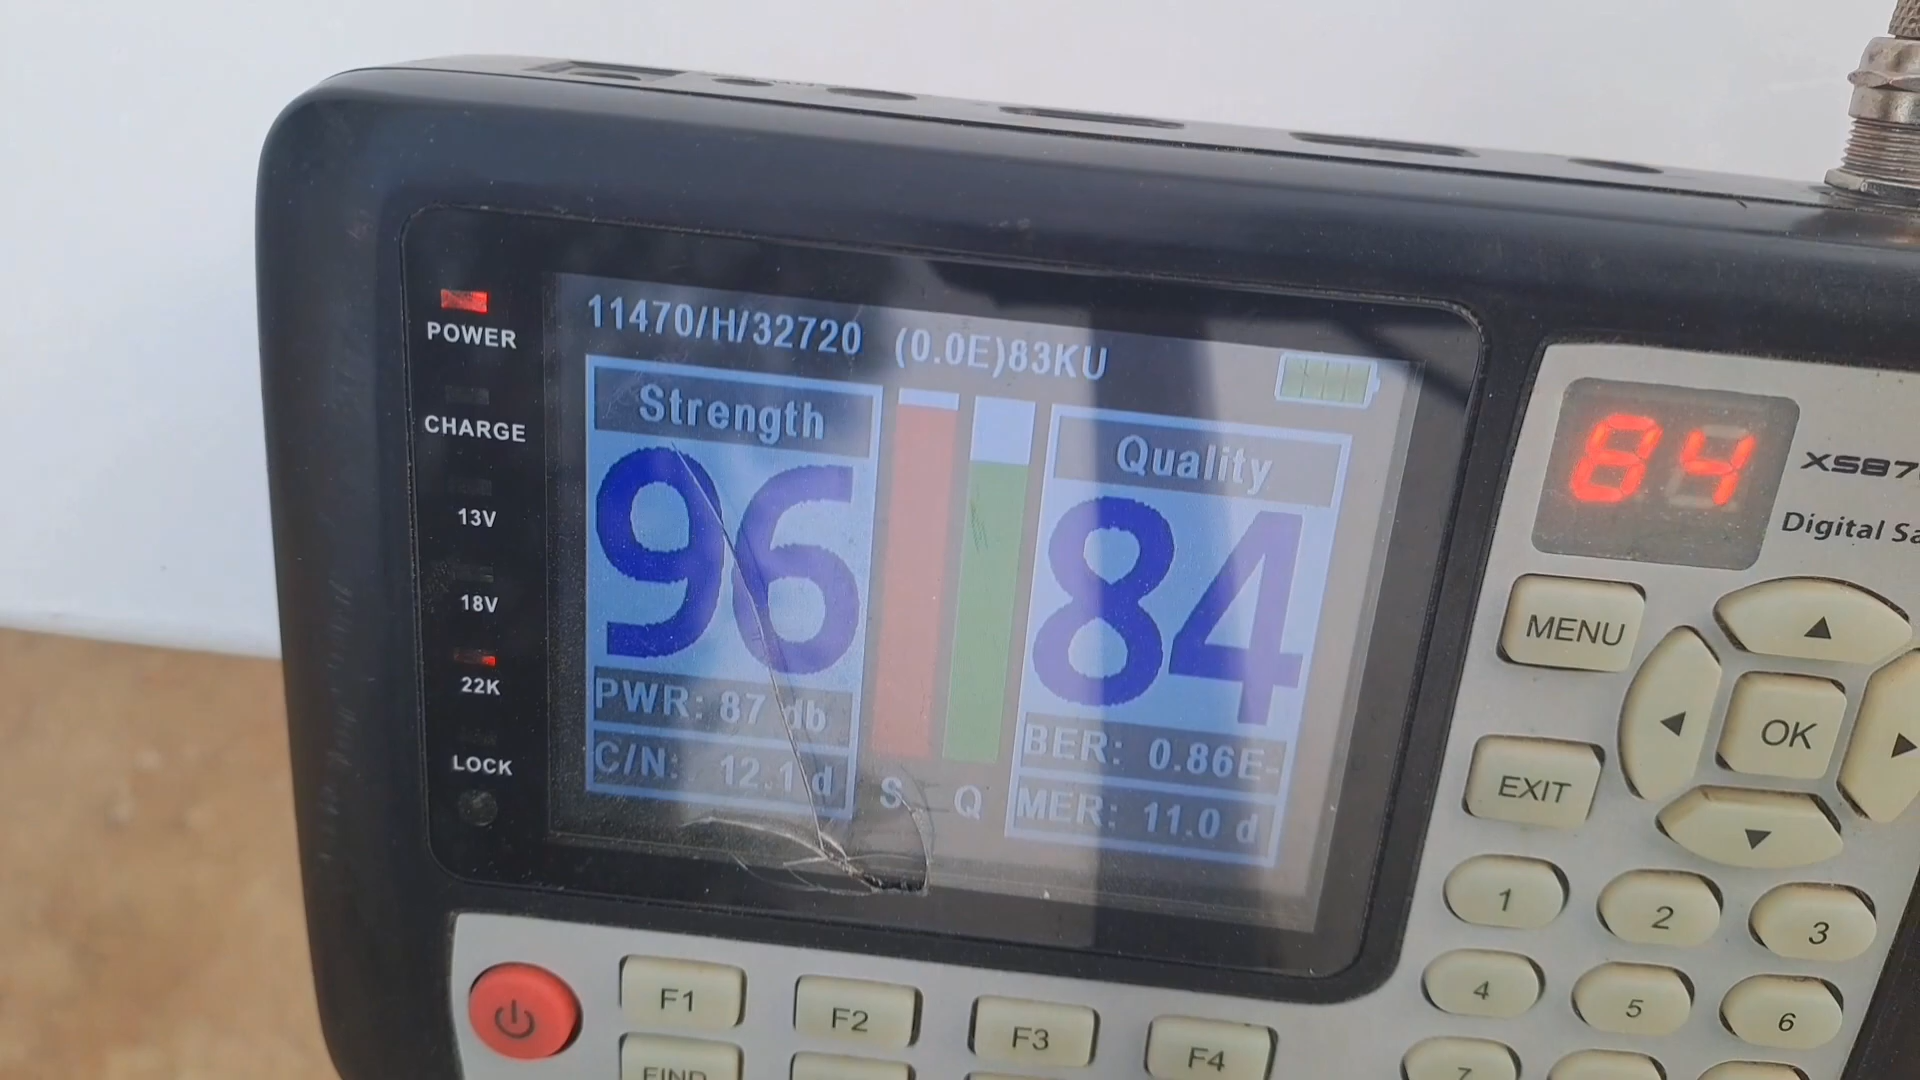 11470/H/32720 (0.0E)83KU
Strength
96
PWR: 87 db
C/N: 12.1 d
S Q
Quality
84
BER: 0.86E-
MER: 11.0 d
POWER
CHARGE
13V
18V
22K
LOCK
84
XS87
Digital Sa
MENU
OK
EXIT
1 2 3
4 5 6
7
F1 F2 F3 F4
FIND